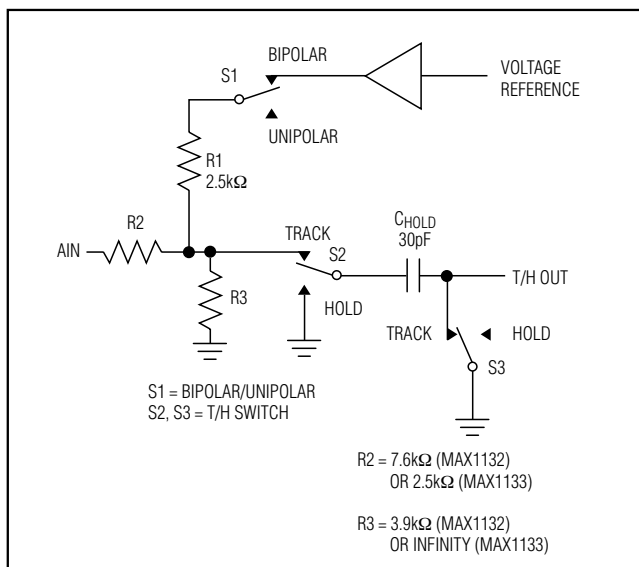 BIPOLAR
S1
VOLTAGE
REFERENCE
UNIPOLAR
R1
2.5kΩ
R2
AIN
TRACK
S2
CHOLD
30pF
T/H OUT
R3
HOLD
TRACK
HOLD
S3
S1 = BIPOLAR/UNIPOLAR
S2, S3 = T/H SWITCH
R2 = 7.6kΩ (MAX1132)
OR 2.5kΩ (MAX1133)
R3 = 3.9kΩ (MAX1132)
OR INFINITY (MAX1133)